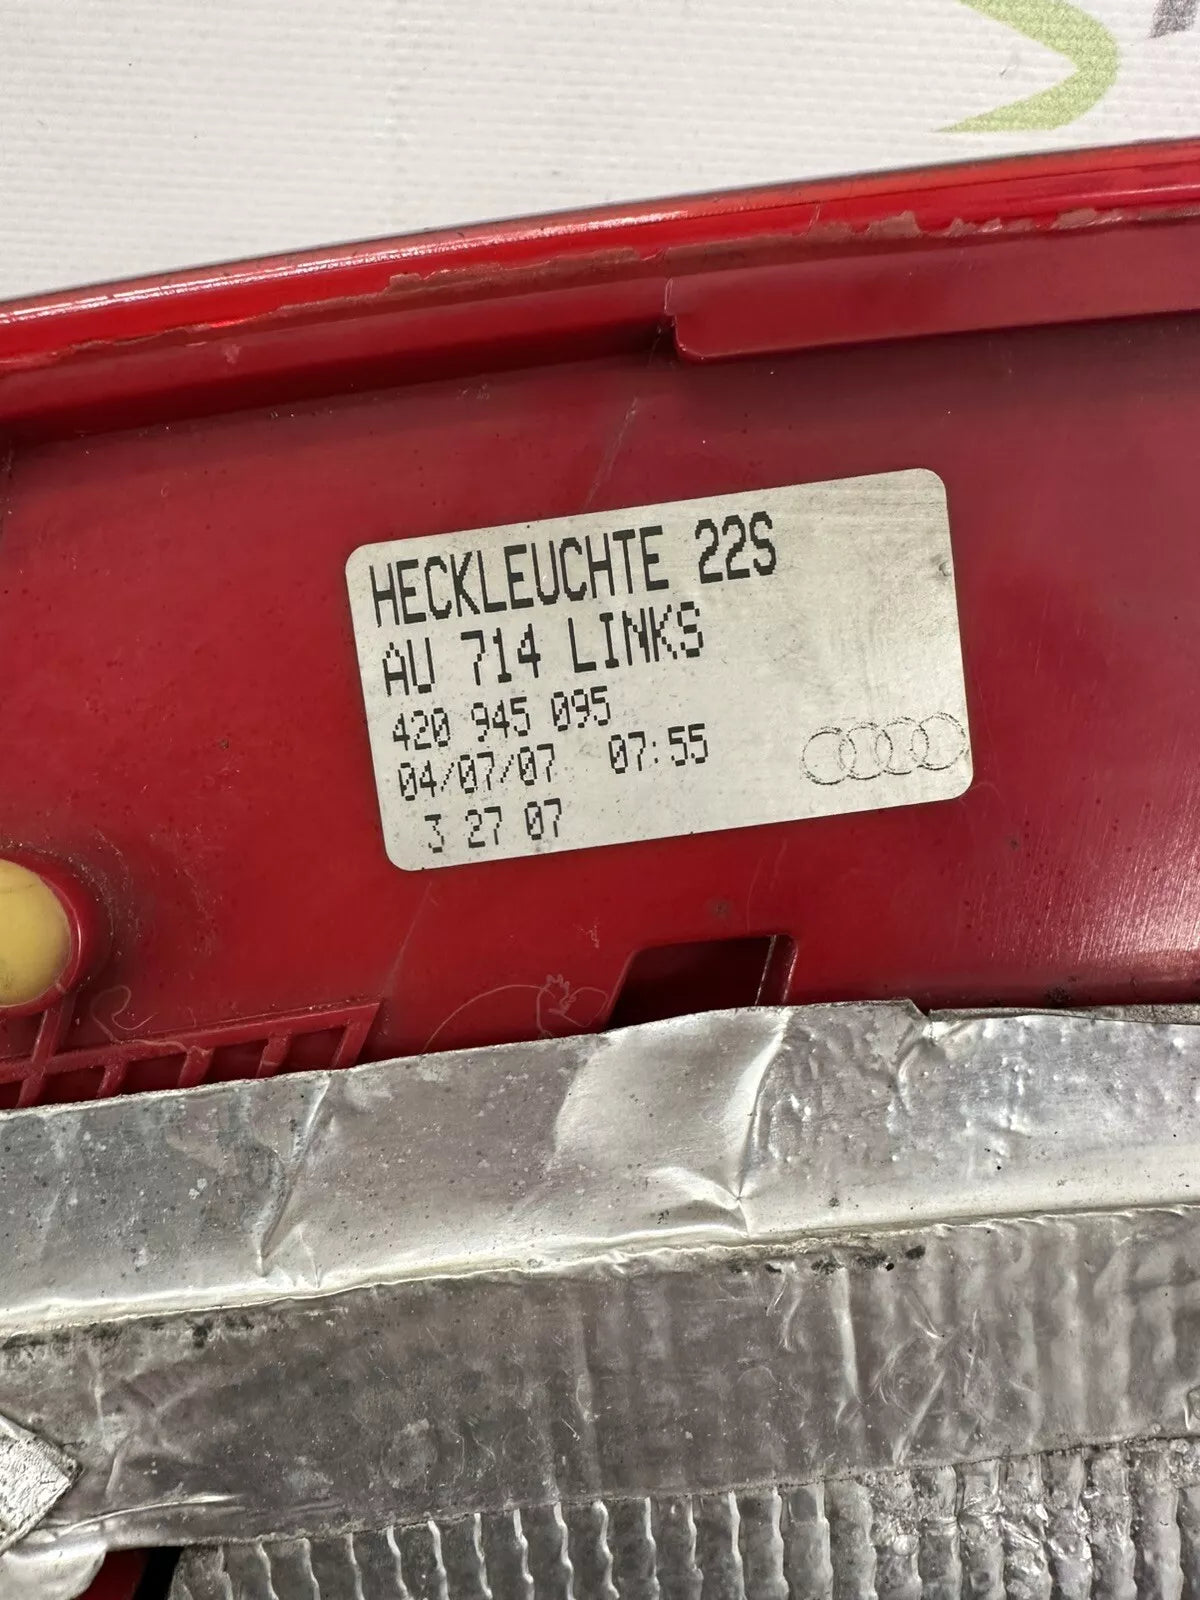 HECKLEUCHTE 22S
AU 714 LINKS
420 945 095
04/07/07 07:55
3 27 07